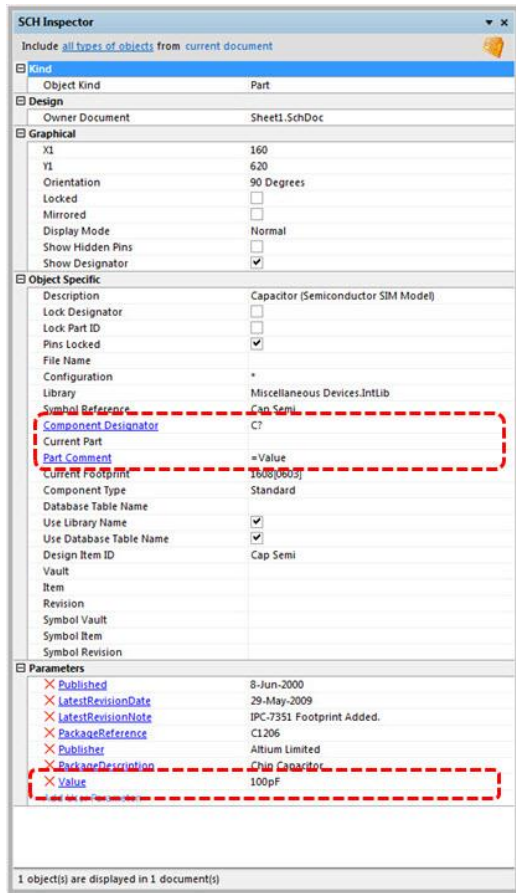 SCH Inspector
Include all types of objects from current document
Kind
Object Kind Part
Design
Owner Document Sheet1.SchDoc
Graphical
X1 160
Y1 620
Orientation 90 Degrees
Locked
Mirrored
Display Mode Normal
Show Hidden Pins
Show Designator
Object Specific
Description Capacitor (Semiconductor SIM Model)
Lock Designator
Lock Part ID
Pins Locked
File Name
Configuration *
Library Miscellaneous Devices.IntLib
Symbol Reference Cap Semi
Component Designator C?
Current Part
Part Comment =Value
Current Footprint 1608[0603]
Component Type Standard
Database Table Name
Use Library Name
Use Database Table Name
Design Item ID Cap Semi
Vault
Item
Revision
Symbol Vault
Symbol Item
Symbol Revision
Parameters
Published 8-Jun-2000
LatestRevisionDate 29-May-2009
LatestRevisionNote IPC-7351 Footprint Added.
PackageReference C1206
Publisher Altium Limited
PackageDescription Chip Capacitor
Value 100pF
Add User Parameter
1 object(s) are displayed in 1 document(s)